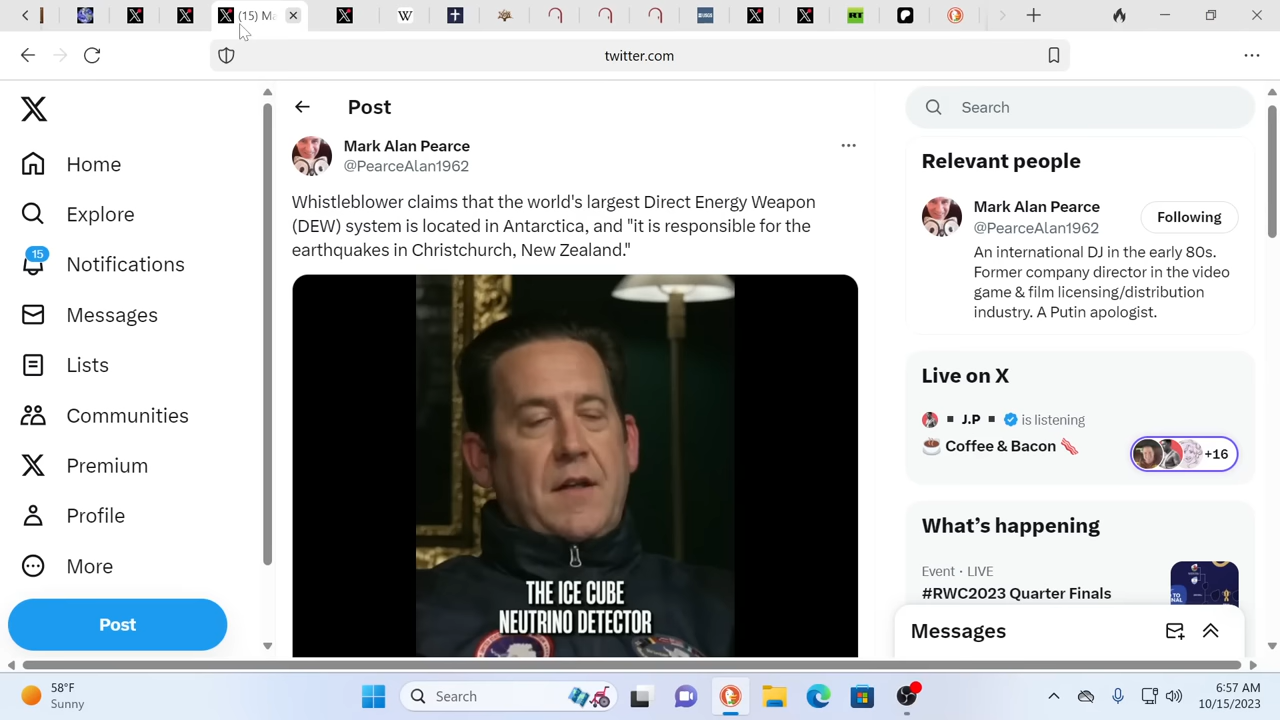 (15) Ma
twitter.com
Home
Explore
15
Notifications
Messages
Lists
Communities
Premium
Profile
More
Post
Post
Mark Alan Pearce
@PearceAlan1962
Whistleblower claims that the world's largest Direct Energy Weapon
(DEW) system is located in Antarctica, and "it is responsible for the
earthquakes in Christchurch, New Zealand."
THE ICE CUBE
NEUTRINO DETECTOR
Search
Relevant people
Mark Alan Pearce
@PearceAlan1962
Following
An international DJ in the early 80s.
Former company director in the video
game & film licensing/distribution
industry. A Putin apologist.
Live on X
▪ J.P ▪ is listening
☕ Coffee & Bacon 🥓
+16
What's happening
Event · LIVE
#RWC2023 Quarter Finals
Messages
58°F
Sunny
Search
6:57 AM
10/15/2023